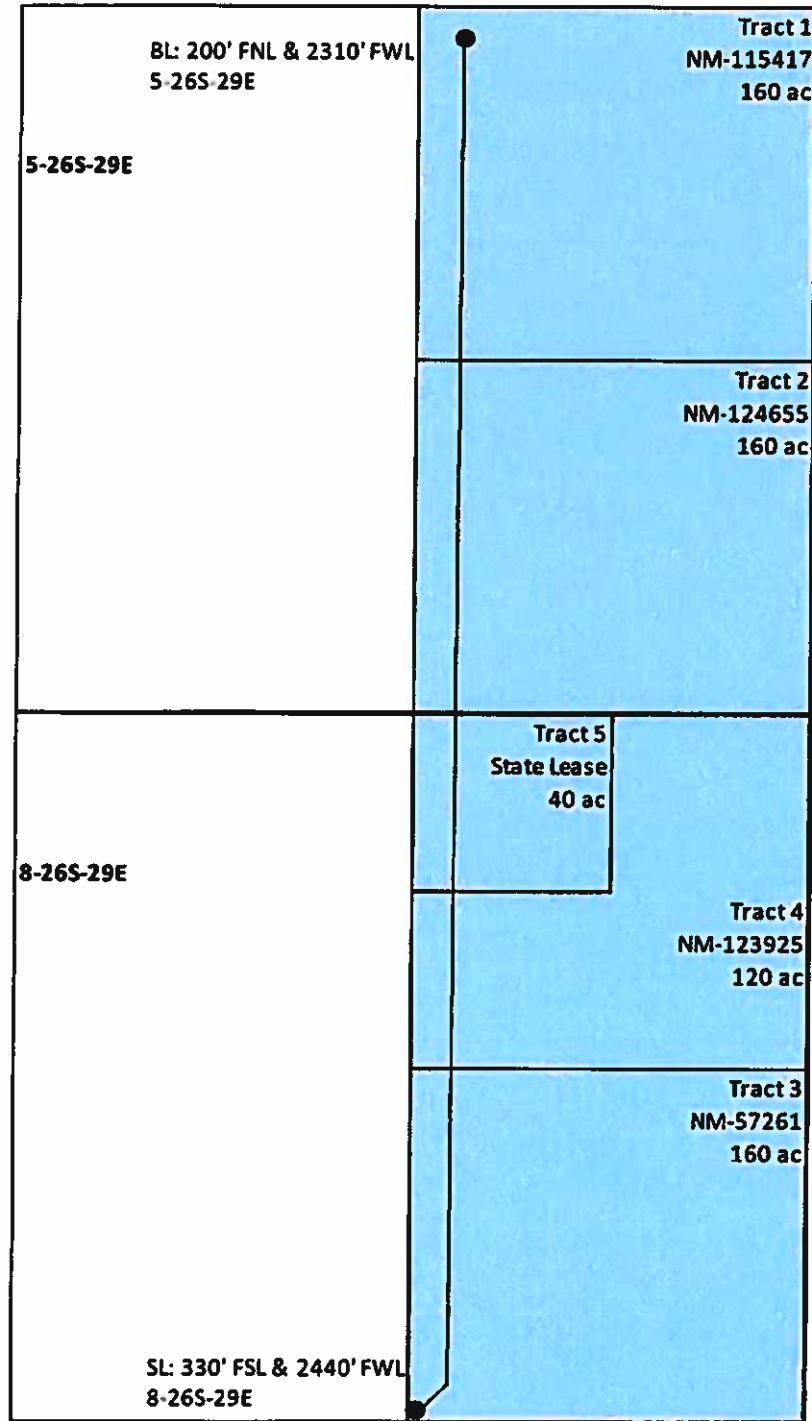 BL: 200' FNL & 2310' FWL
5-26S-29E
Tract 1
NM-115417
160 ac
5-26S-29E
Tract 2
NM-124655
160 ac
Tract 5
State Lease
40 ac
8-26S-29E
Tract 4
NM-123925
120 ac
Tract 3
NM-57261
160 ac
SL: 330' FSL & 2440' FWL
8-26S-29E